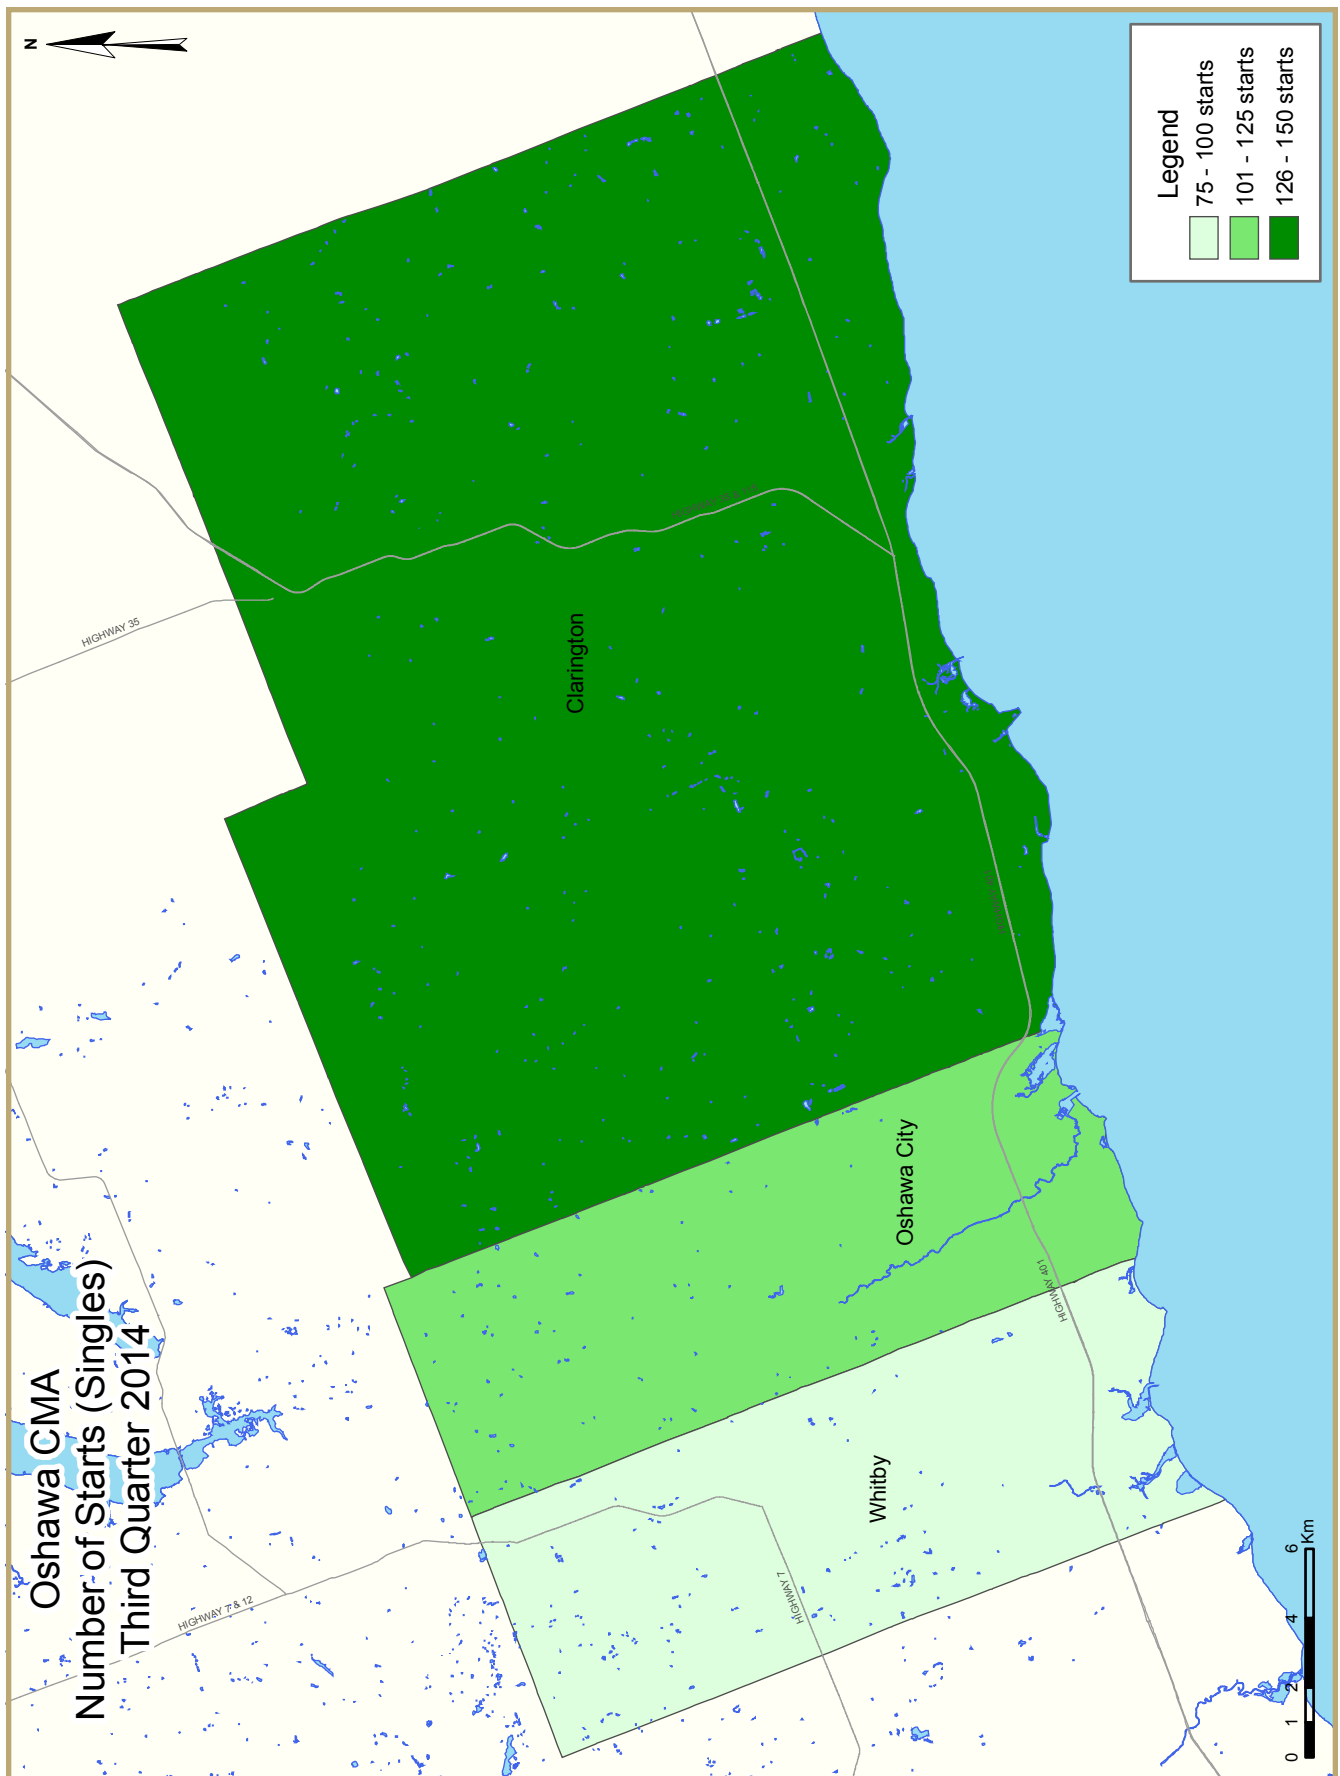 Oshawa CMA
Number of Starts (Singles)
Third Quarter 2014
N
HIGHWAY 35
HIGHWAY 7 & 12
HIGHWAY 7
HIGHWAY 401
Clarington
Oshawa City
Whitby
Legend
75 - 100 starts
101 - 125 starts
126 - 150 starts
0 1 2 4 6
Km